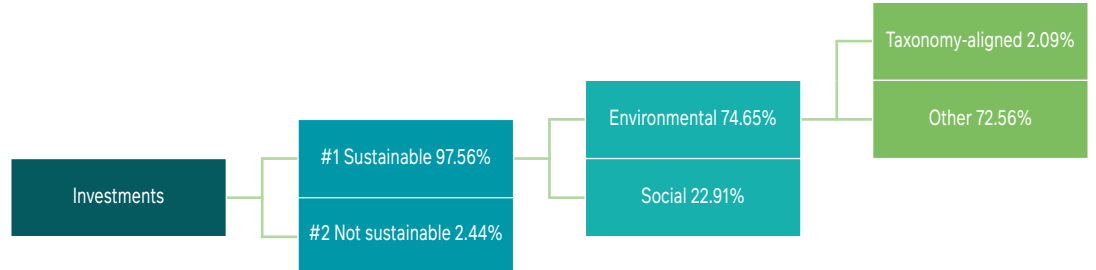 Investments
#1 Sustainable 97.56%
#2 Not sustainable 2.44%
Environmental 74.65%
Social 22.91%
Taxonomy-aligned 2.09%
Other 72.56%